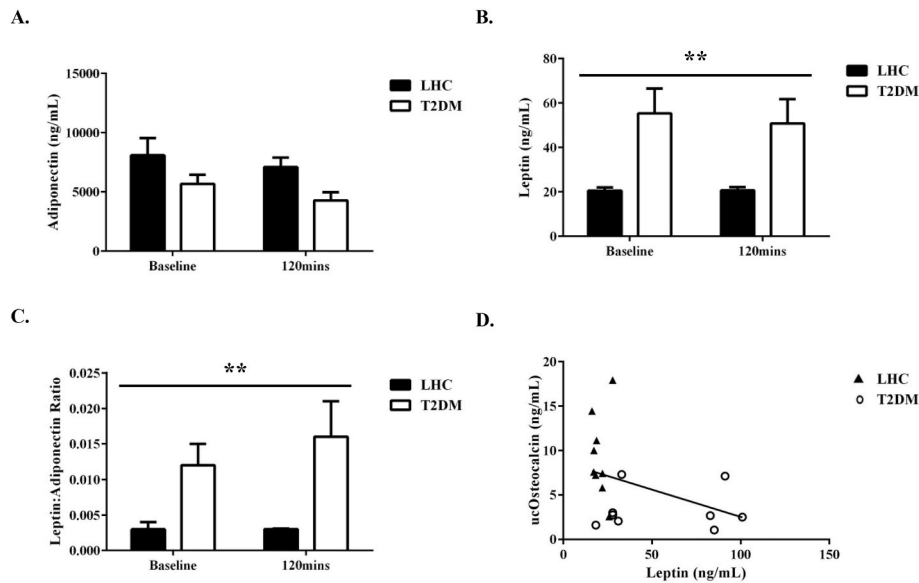 A.
15000
10000
5000
0
Adiponectin (ng/mL)
Baseline
120mins
LHC
T2DM
B.
**
80
60
40
20
0
Leptin (ng/mL)
Baseline
120mins
LHC
T2DM
C.
**
0.025
0.020
0.015
0.010
0.005
0.000
Leptin:Adiponectin Ratio
Baseline
120mins
LHC
T2DM
D.
20
15
10
5
0
ucOsteocalcin (ng/mL)
0
50
100
150
Leptin (ng/mL)
LHC
T2DM